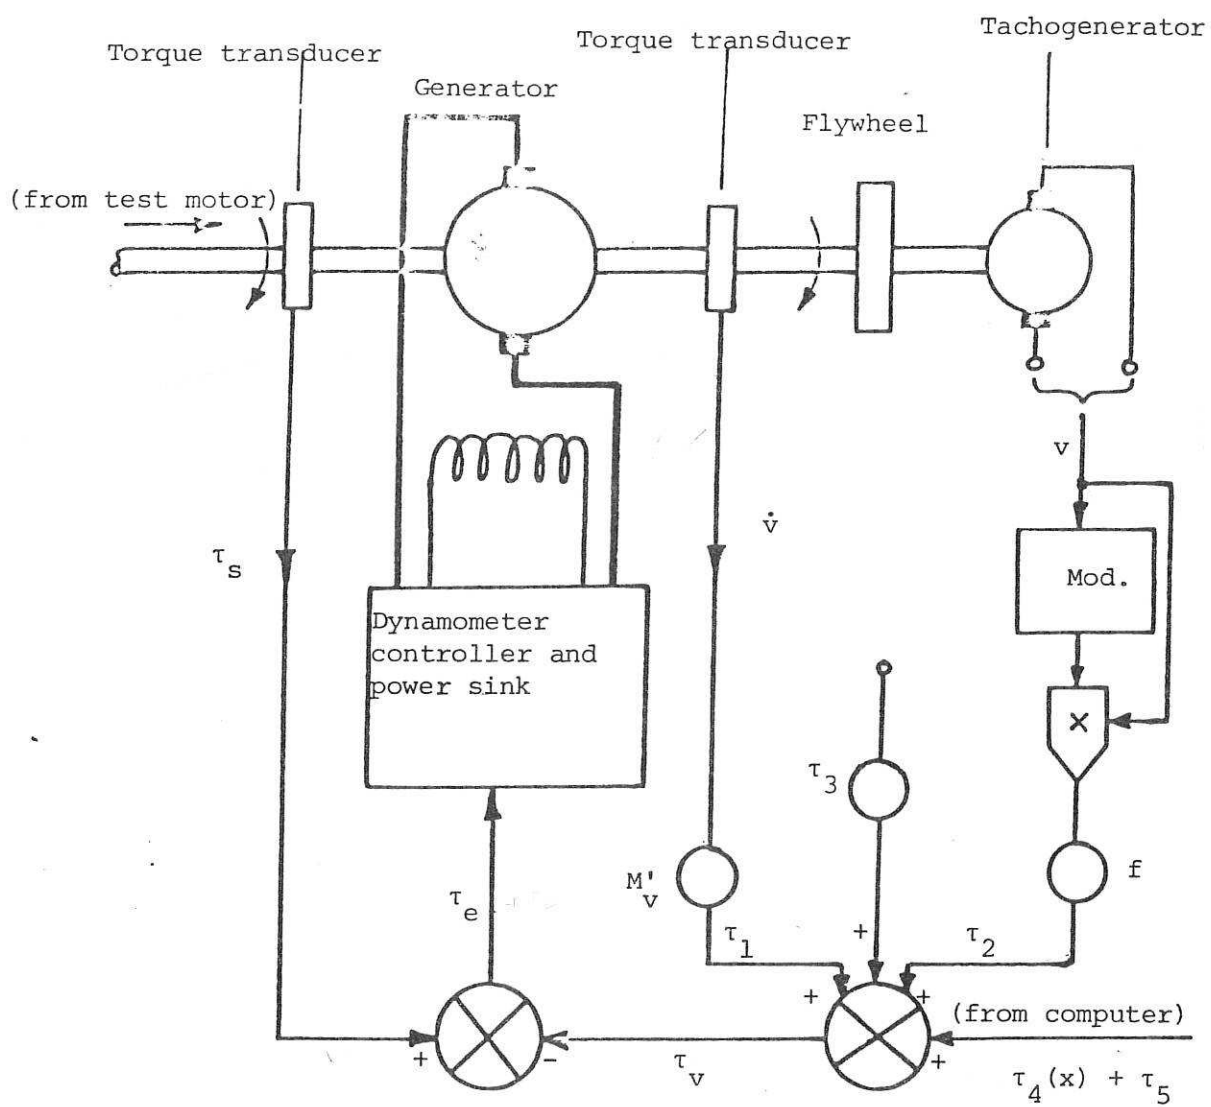 Tachogenerator
Torque transducer
Torque transducer
Generator
Flywheel
(from test motor)
v
v̇
τs
Mod.
Dynamometer
controller and
power sink
×
τ3
M'v
f
τe
τ1
+
τ2
+
+
(from computer)
+
-
+
τv
τ4(x) + τ5